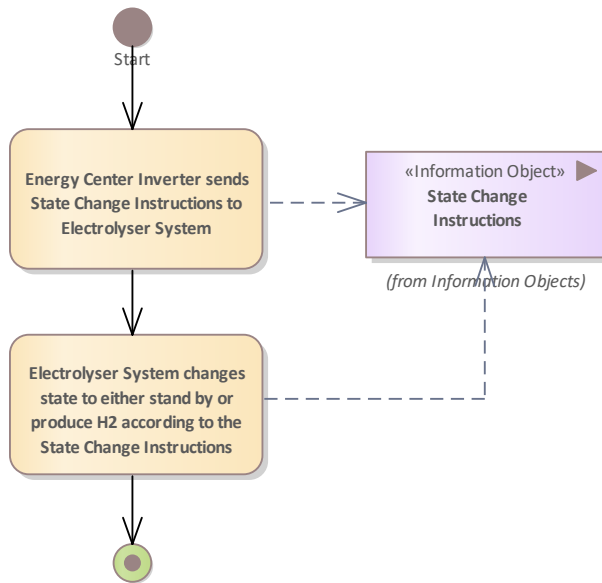 Start
Energy Center Inverter sends
State Change Instructions to
Electrolyser System
«Information Object»
State Change
Instructions
(from Information Objects)
Electrolyser System changes
state to either stand by or
produce H2 according to the
State Change Instructions